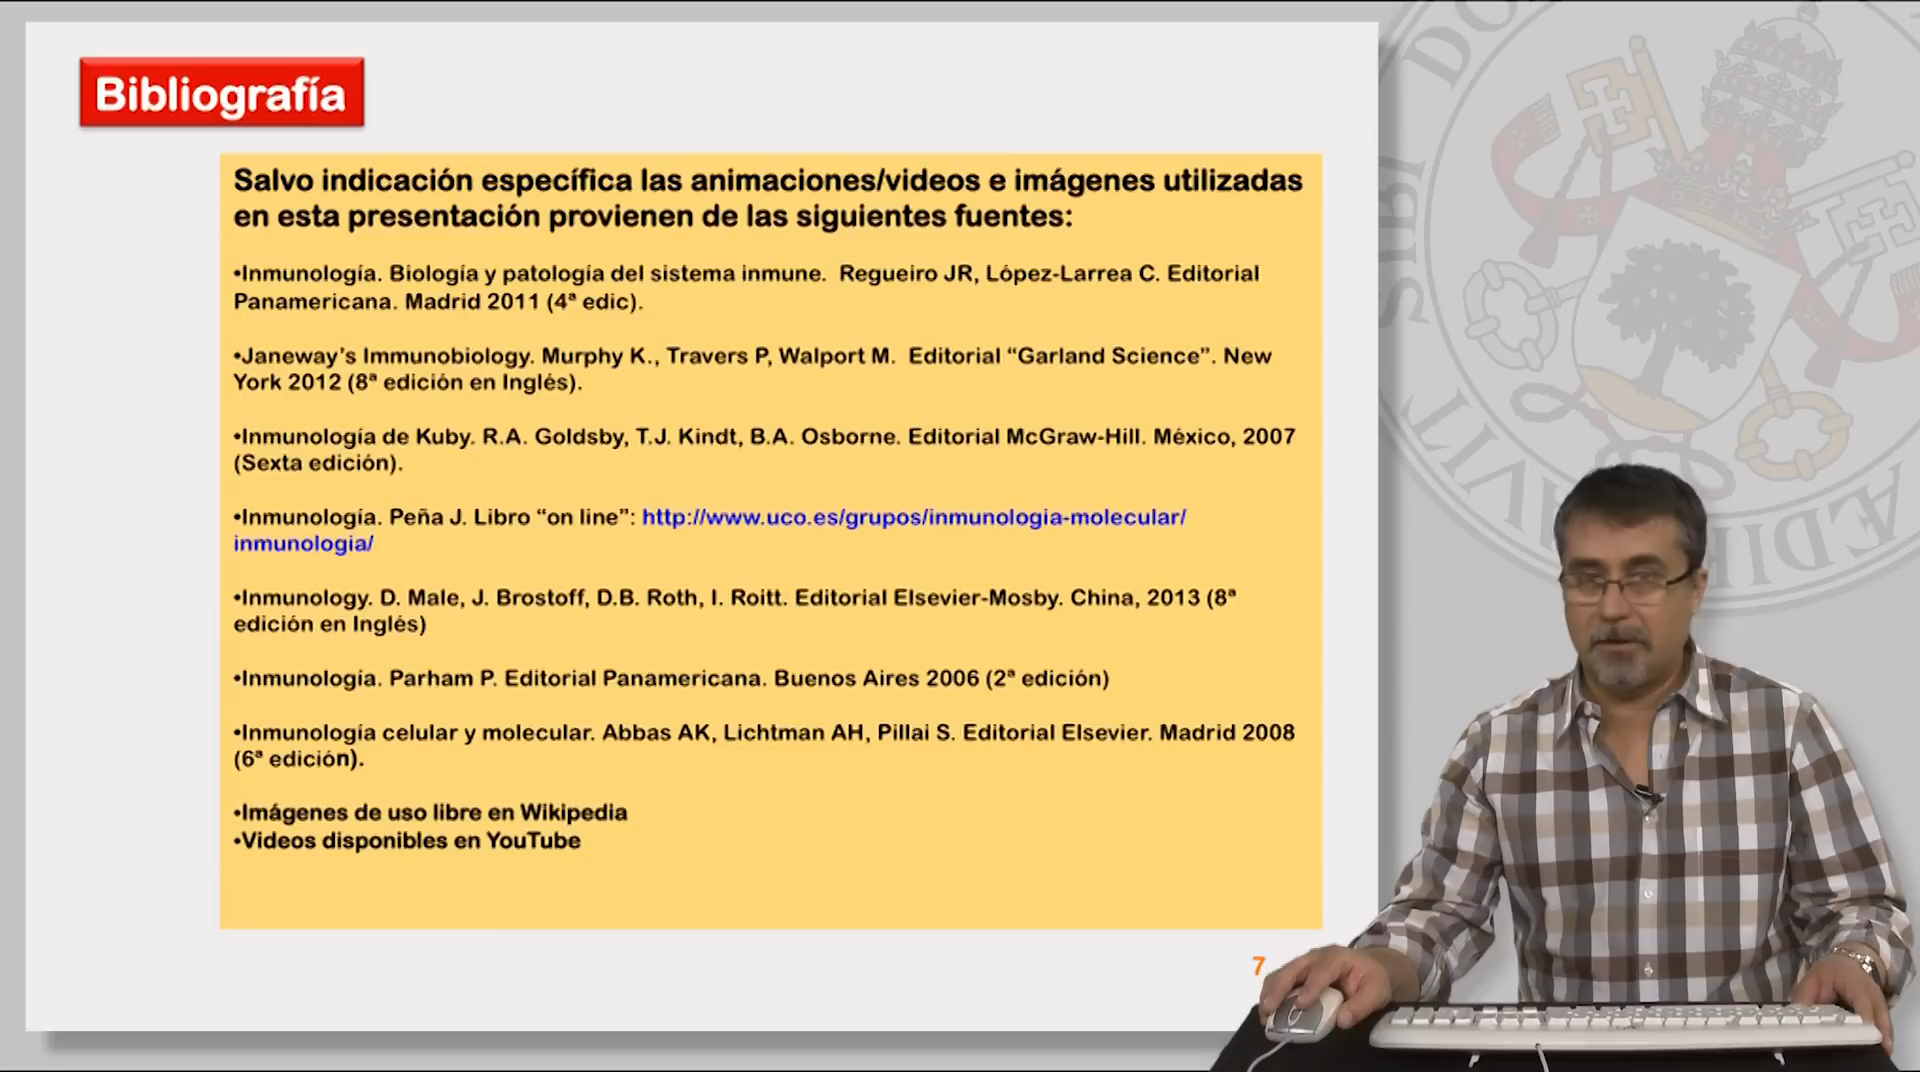 Bibliografía
Salvo indicación específica las animaciones/videos e imágenes utilizadas
en esta presentación provienen de las siguientes fuentes:
•Inmunología. Biología y patología del sistema inmune. Regueiro JR, López-Larrea C. Editorial
Panamericana. Madrid 2011 (4ª edic).
•Janeway’s Immunobiology. Murphy K., Travers P, Walport M. Editorial “Garland Science”. New
York 2012 (8ª edición en Inglés).
•Inmunología de Kuby. R.A. Goldsby, T.J. Kindt, B.A. Osborne. Editorial McGraw-Hill. México, 2007
(Sexta edición).
•Inmunología. Peña J. Libro “on line”: http://www.uco.es/grupos/inmunologia-molecular/
inmunologia/
•Inmunology. D. Male, J. Brostoff, D.B. Roth, I. Roitt. Editorial Elsevier-Mosby. China, 2013 (8ª
edición en Inglés)
•Inmunología. Parham P. Editorial Panamericana. Buenos Aires 2006 (2ª edición)
•Inmunología celular y molecular. Abbas AK, Lichtman AH, Pillai S. Editorial Elsevier. Madrid 2008
(6ª edición).
•Imágenes de uso libre en Wikipedia
•Videos disponibles en YouTube
7